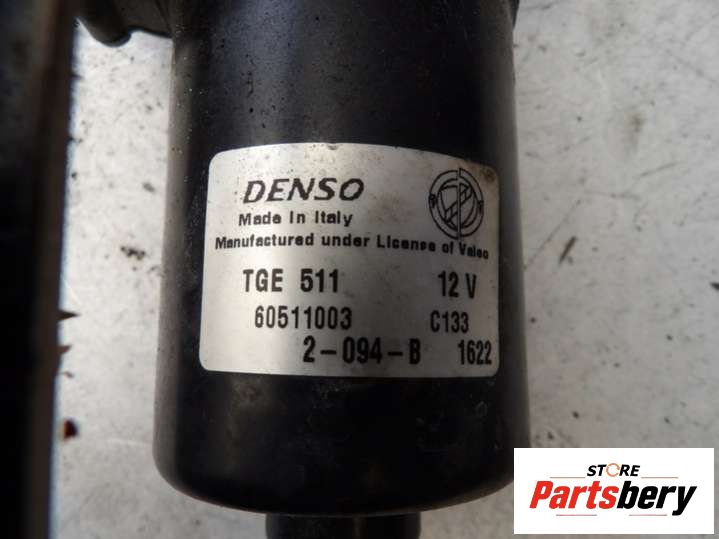 DENSO
Made in Italy
Manufactured under License of Valeo
TGE 511 12 V
60511003 C133
2-094-B 1622
STORE
Partsbery